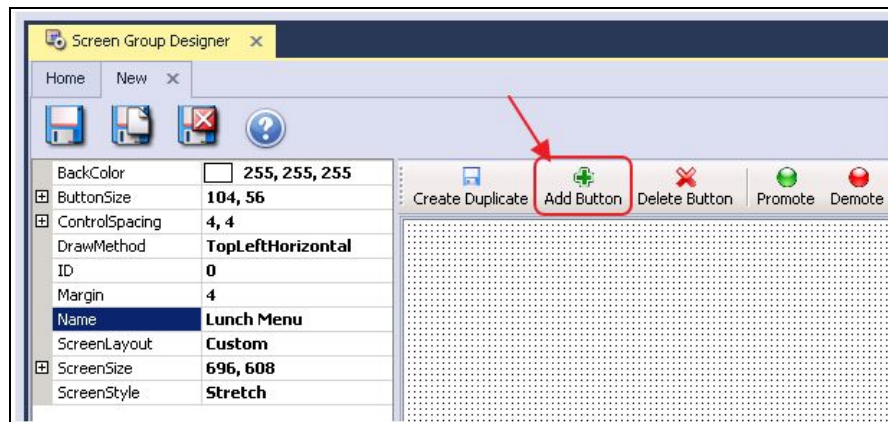 Screen Group Designer
Home New
BackColor 255, 255, 255
ButtonSize 104, 56
ControlSpacing 4, 4
DrawMethod TopLeftHorizontal
ID 0
Margin 4
Name Lunch Menu
ScreenLayout Custom
ScreenSize 696, 608
ScreenStyle Stretch
Create Duplicate Add Button Delete Button Promote Demote